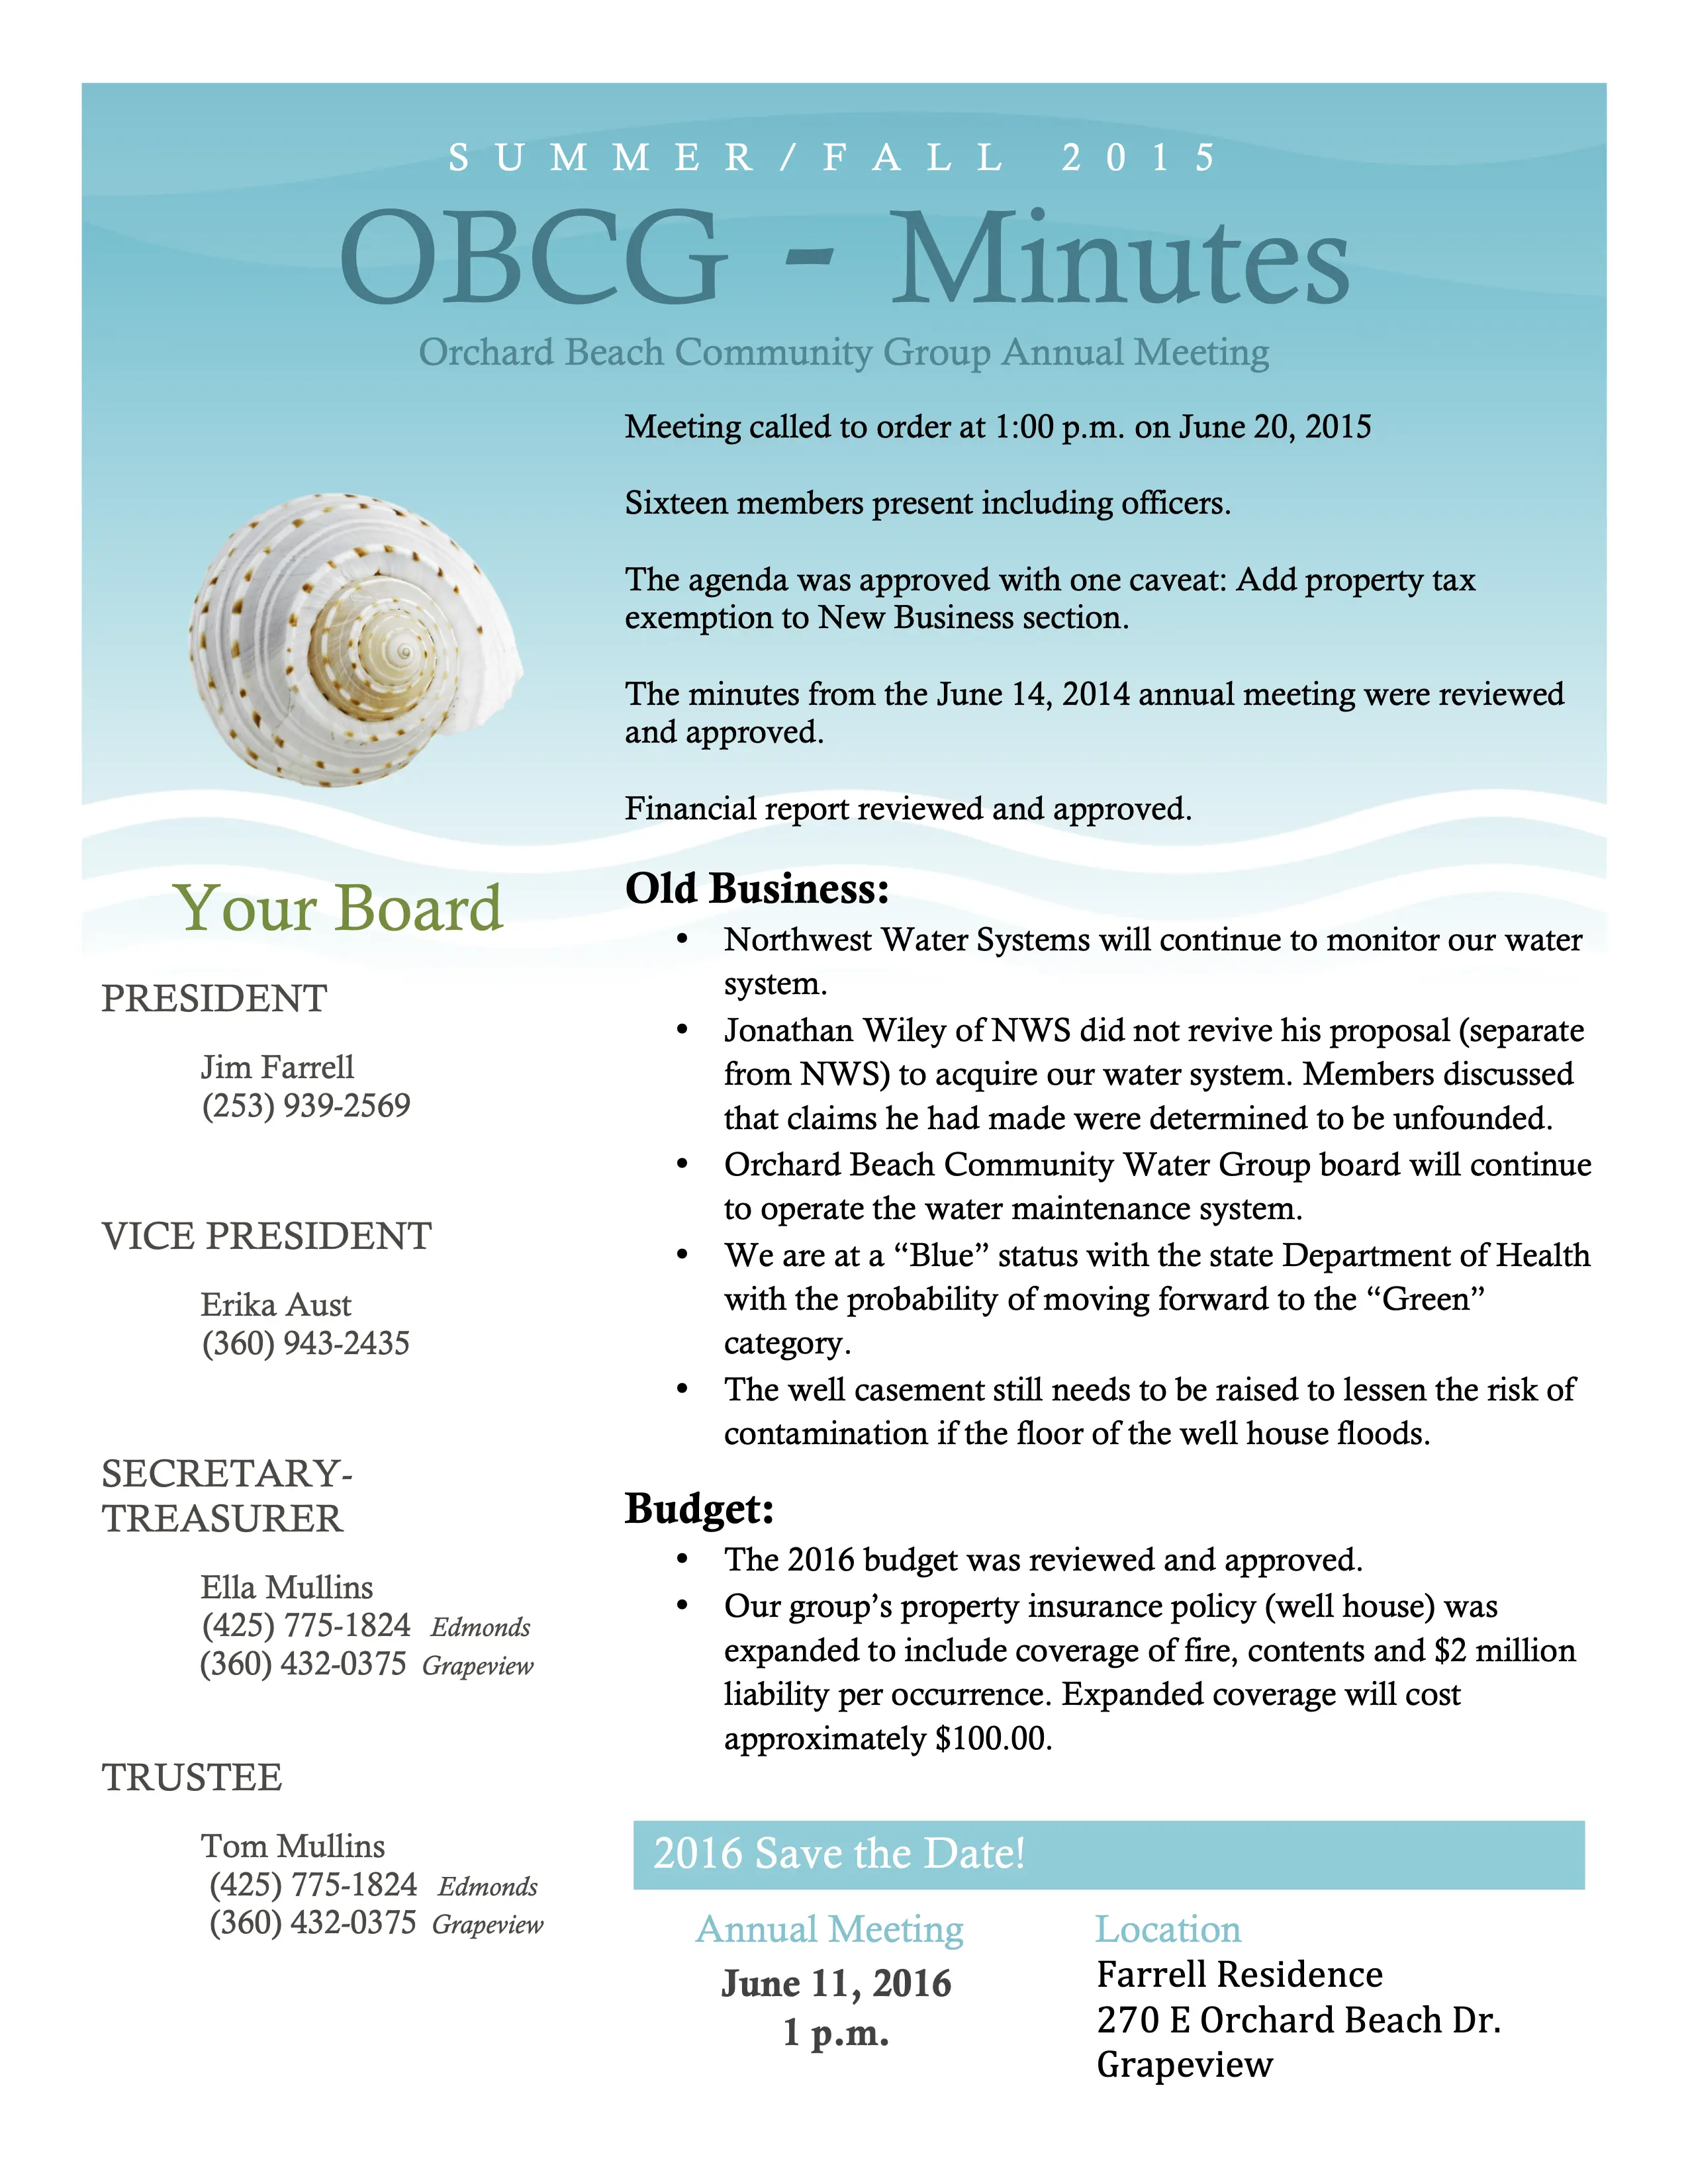 SUMMER/FALL 2015
OBCG - Minutes
Orchard Beach Community Group Annual Meeting
Meeting called to order at 1:00 p.m. on June 20, 2015
Sixteen members present including officers.
The agenda was approved with one caveat: Add property tax
exemption to New Business section.
The minutes from the June 14, 2014 annual meeting were reviewed
and approved.
Financial report reviewed and approved.
Your Board
PRESIDENT
Jim Farrell
(253) 939-2569
VICE PRESIDENT
Erika Aust
(360) 943-2435
SECRETARY-
TREASURER
Ella Mullins
(425) 775-1824 Edmonds
(360) 432-0375 Grapeview
TRUSTEE
Tom Mullins
(425) 775-1824 Edmonds
(360) 432-0375 Grapeview
Old Business:
• Northwest Water Systems will continue to monitor our water
system.
• Jonathan Wiley of NWS did not revive his proposal (separate
from NWS) to acquire our water system. Members discussed
that claims he had made were determined to be unfounded.
• Orchard Beach Community Water Group board will continue
to operate the water maintenance system.
• We are at a “Blue” status with the state Department of Health
with the probability of moving forward to the “Green”
category.
• The well casement still needs to be raised to lessen the risk of
contamination if the floor of the well house floods.
Budget:
• The 2016 budget was reviewed and approved.
• Our group’s property insurance policy (well house) was
expanded to include coverage of fire, contents and $2 million
liability per occurrence. Expanded coverage will cost
approximately $100.00.
2016 Save the Date!
Annual Meeting
June 11, 2016
1 p.m.
Location
Farrell Residence
270 E Orchard Beach Dr.
Grapeview